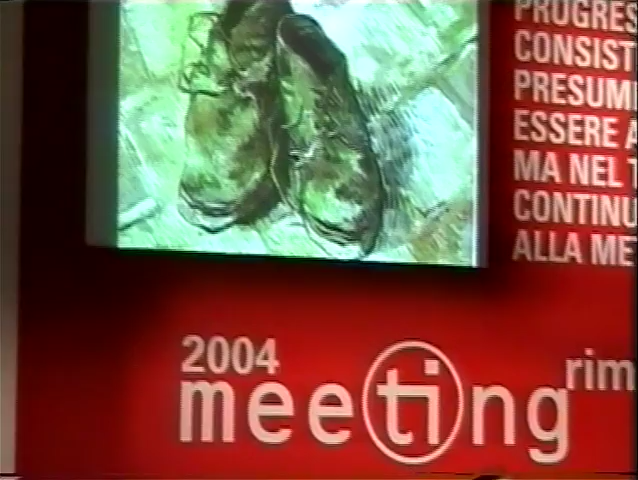 PROGRES
CONSIST
PRESUM
ESSERE A
MA NEL T
CONTINU
ALLA ME
2004
meeting
rim